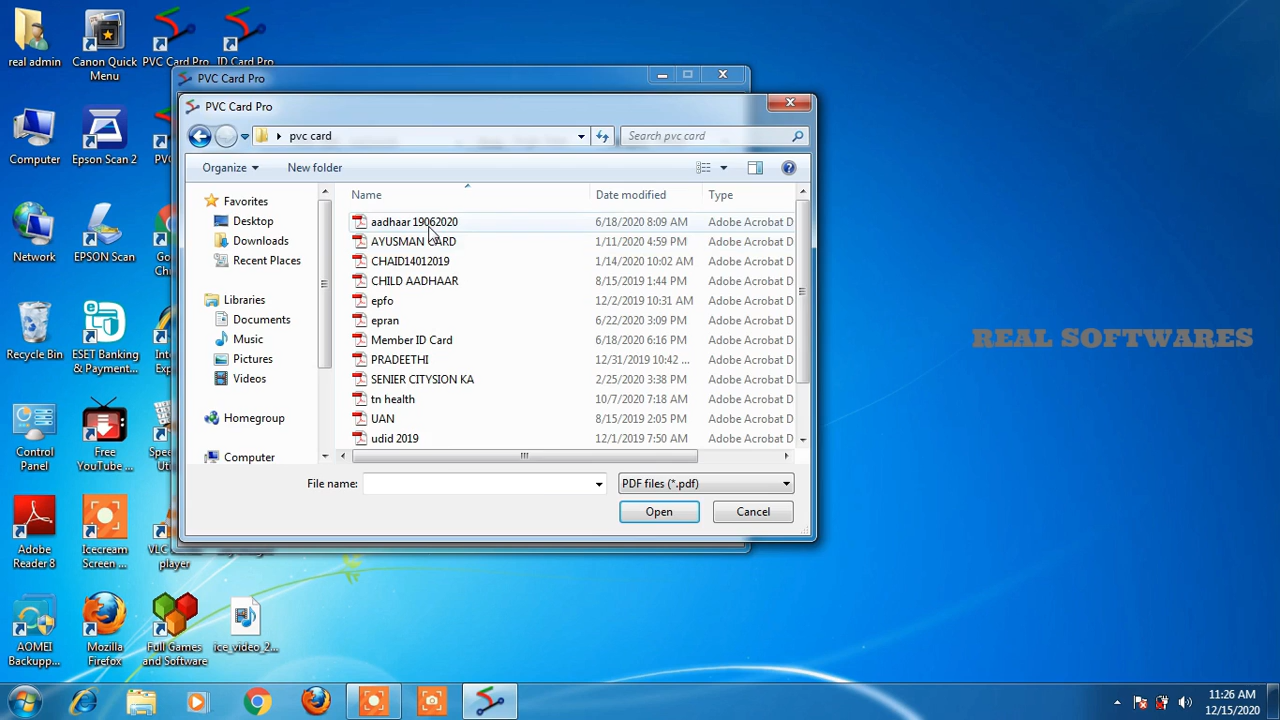 real admin
Canon Quick
Menu
PVC Card Pro
ID Card Pro
Computer
Epson Scan 2
Network
EPSON Scan
Recycle Bin
ESET Banking
& Payment...
Control
Panel
Free
YouTube ...
Adobe
Reader 8
Icecream
Screen ...
player
AOMEI
Backupp...
Mozilla
Firefox
Full Games
and Software
ice_video_2...
PVC Card Pro
PVC Card Pro
pvc card
Search pvc card
Organize
New folder
Favorites
Desktop
Downloads
Recent Places
Libraries
Documents
Music
Pictures
Videos
Homegroup
Computer
Name Date modified Type
aadhaar 19062020 6/18/2020 8:09 AM Adobe Acrobat D
AYUSMAN CARD 1/11/2020 4:59 PM Adobe Acrobat D
CHAID14012019 1/14/2020 10:02 AM Adobe Acrobat D
CHILD AADHAAR 8/15/2019 1:44 PM Adobe Acrobat D
epfo 12/2/2019 10:31 AM Adobe Acrobat D
epran 6/22/2020 3:09 PM Adobe Acrobat D
Member ID Card 6/18/2020 6:16 PM Adobe Acrobat D
PRADEETHI 12/31/2019 10:42 ... Adobe Acrobat D
SENIER CITYSION KA 2/25/2020 3:38 PM Adobe Acrobat D
tn health 10/7/2020 7:18 AM Adobe Acrobat D
UAN 8/15/2019 2:05 PM Adobe Acrobat D
udid 2019 12/1/2019 7:50 AM Adobe Acrobat D
File name:
PDF files (*.pdf)
Open
Cancel
REAL SOFTWARES
11:26 AM
12/15/2020